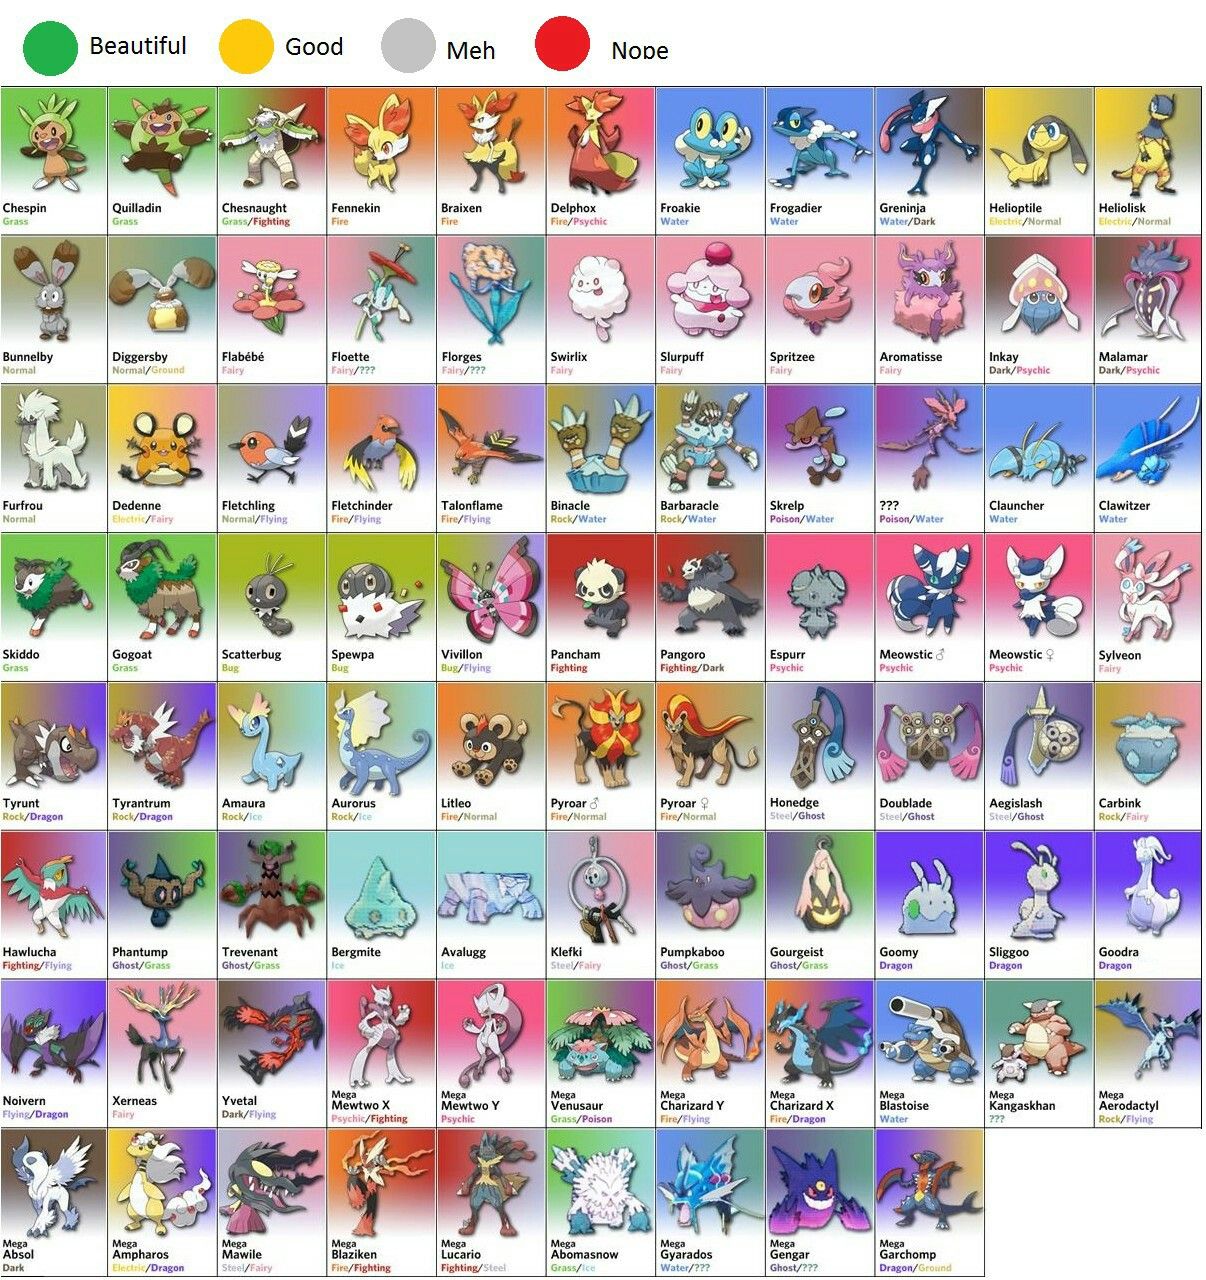 Beautiful Good Meh Nope
Chespin Quilladin Chesnaught Fennekin Braixen Delphox Froakie Frogadier Greninja Helioptile Heliolisk
Grass Grass Grass/Fighting Fire Fire Fire/Psychic Water Water Water/Dark Electric/Normal Electric/Normal
Bunnelby Diggersby Flabébé Floette Florges Swirlix Slurpuff Spritzee Aromatisse Inkay Malamar
Normal Normal/Ground Fairy Fairy/??? Fairy/??? Fairy Fairy Fairy Fairy Dark/Psychic Dark/Psychic
Furfrou Dedenne Fletchling Fletchinder Talonflame Binacle Barbaracle Skrelp ??? Clauncher Clawitzer
Normal Electric/Fairy Normal/Flying Fire/Flying Fire/Flying Rock/Water Rock/Water Poison/Water Poison/Water Water Water
Skiddo Gogoat Scatterbug Spewpa Vivillon Pancham Pangoro Espurr Meowstic ♂ Meowstic ♀ Sylveon
Grass Grass Bug Bug Bug/Flying Fighting Fighting/Dark Psychic Psychic Psychic Fairy
Tyrunt Tyrantrum Amaura Aurorus Litleo Pyroar ♂ Pyroar ♀ Honedge Doublade Aegislash Carbink
Rock/Dragon Rock/Dragon Rock/Ice Rock/Ice Fire/Normal Fire/Normal Fire/Normal Steel/Ghost Steel/Ghost Steel/Ghost Rock/Fairy
Hawlucha Phantump Trevenant Bergmite Avalugg Klefki Pumpkaboo Gourgeist Goomy Sliggoo Goodra
Fighting/Flying Ghost/Grass Ghost/Grass Ice Ice Steel/Fairy Ghost/Grass Ghost/Grass Dragon Dragon Dragon
Mega Mega Mega Mega Mega Mega Mega Mega
Noivern Xerneas Yvetal Mewtwo X Mewtwo Y Venusaur Charizard Y Charizard X Blastoise Kangaskhan Aerodactyl
Flying/Dragon Fairy Dark/Flying Psychic/Fighting Psychic Grass/Poison Fire/Flying Fire/Dragon Water ??? Rock/Flying
Mega Mega Mega Mega Mega Mega Mega Mega Mega
Absol Ampharos Mawile Blaziken Lucario Abomasnow Gyarados Gengar Garchomp
Dark Electric/Dragon Steel/Fairy Fire/Fighting Fighting/Steel Grass/Ice Water/??? Ghost/??? Dragon/Ground